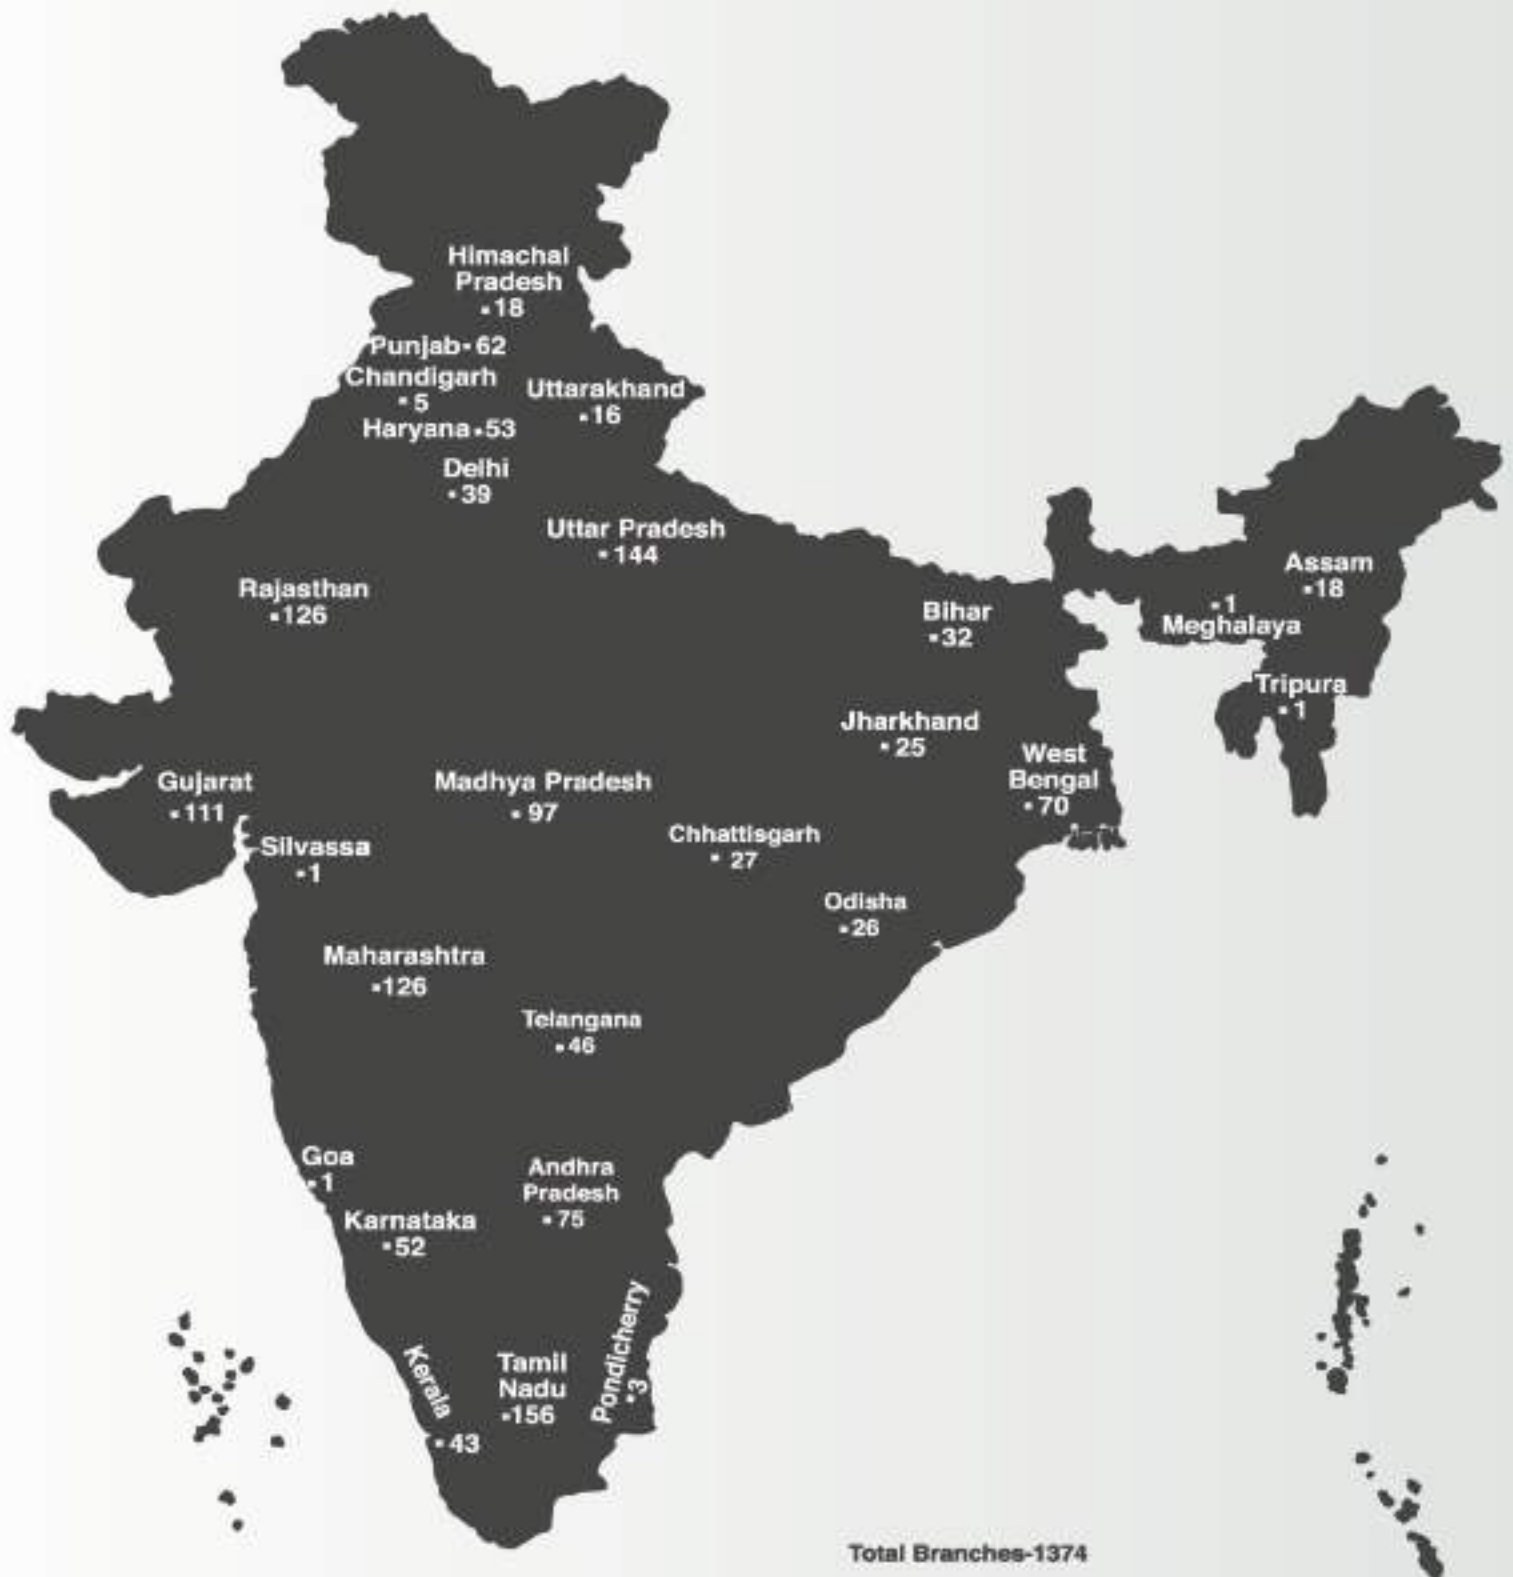 Himachal
Pradesh
▪18
Punjab▪62
Chandigarh
▪5
Uttarakhand
▪16
Haryana▪53
Delhi
▪39
Uttar Pradesh
▪144
Rajasthan
▪126
Bihar
▪32
Assam
▪18
▪1
Meghalaya
Tripura
▪1
Jharkhand
▪25
West
Bengal
▪70
Gujarat
▪111
Madhya Pradesh
▪97
Chhattisgarh
▪27
Silvassa
▪1
Odisha
▪26
Maharashtra
▪126
Telangana
▪46
Goa
▪1
Andhra
Pradesh
▪75
Karnataka
▪52
Kerala
▪43
Tamil
Nadu
▪156
Pondicherry
▪3
Total Branches-1374